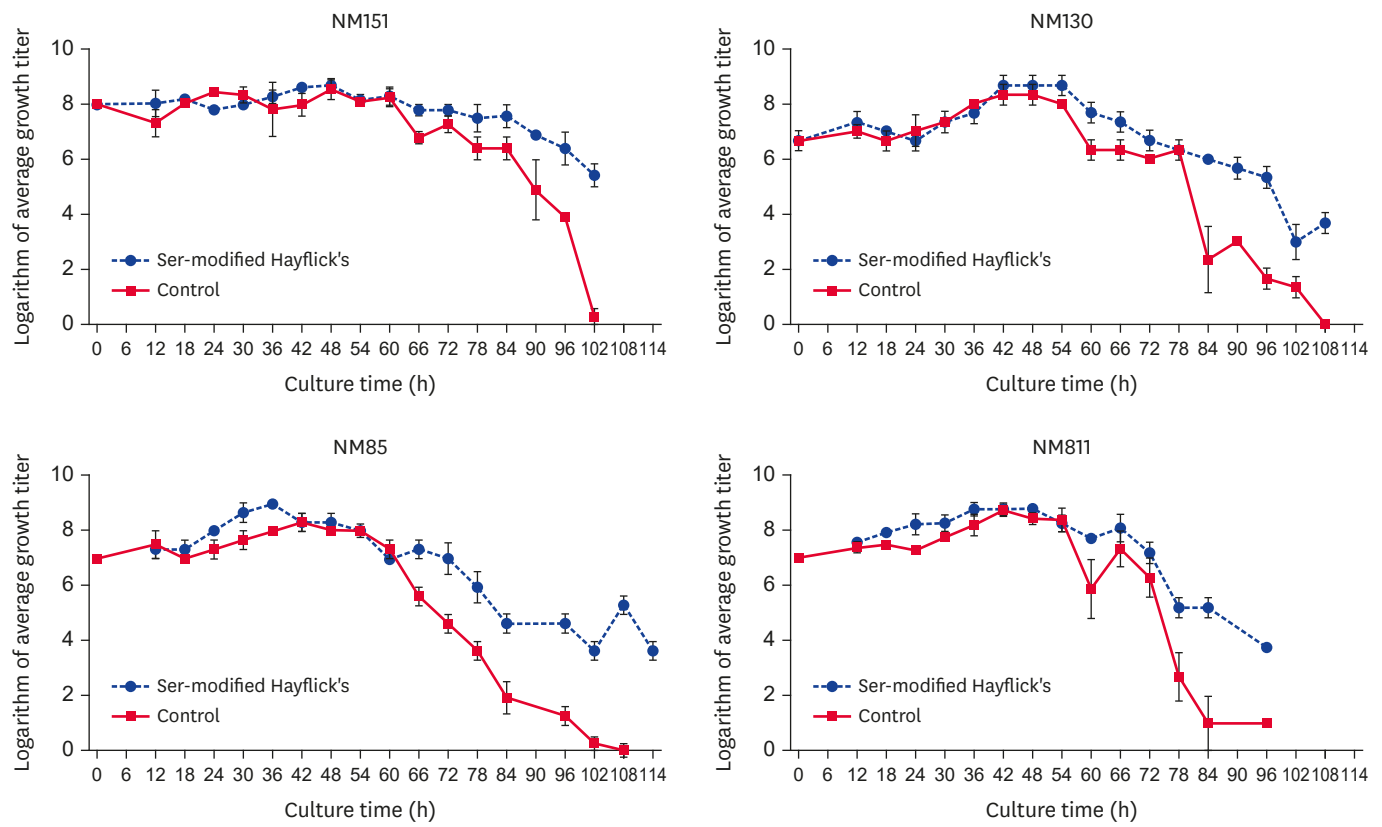 NM151
Logarithm of average growth titer
10
8
6
4
2
0
Ser-modified Hayflick's
Control
0 6 12 18 24 30 36 42 48 54 60 66 72 78 84 90 96 102 108 114
Culture time (h)
NM130
Logarithm of average growth titer
10
8
6
4
2
0
Ser-modified Hayflick's
Control
0 6 12 18 24 30 36 42 48 54 60 66 72 78 84 90 96 102 108 114
Culture time (h)
NM85
Logarithm of average growth titer
10
8
6
4
2
0
Ser-modified Hayflick's
Control
0 6 12 18 24 30 36 42 48 54 60 66 72 78 84 90 96 102 108 114
Culture time (h)
NM811
Logarithm of average growth titer
10
8
6
4
2
0
Ser-modified Hayflick's
Control
0 6 12 18 24 30 36 42 48 54 60 66 72 78 84 90 96 102 108 114
Culture time (h)